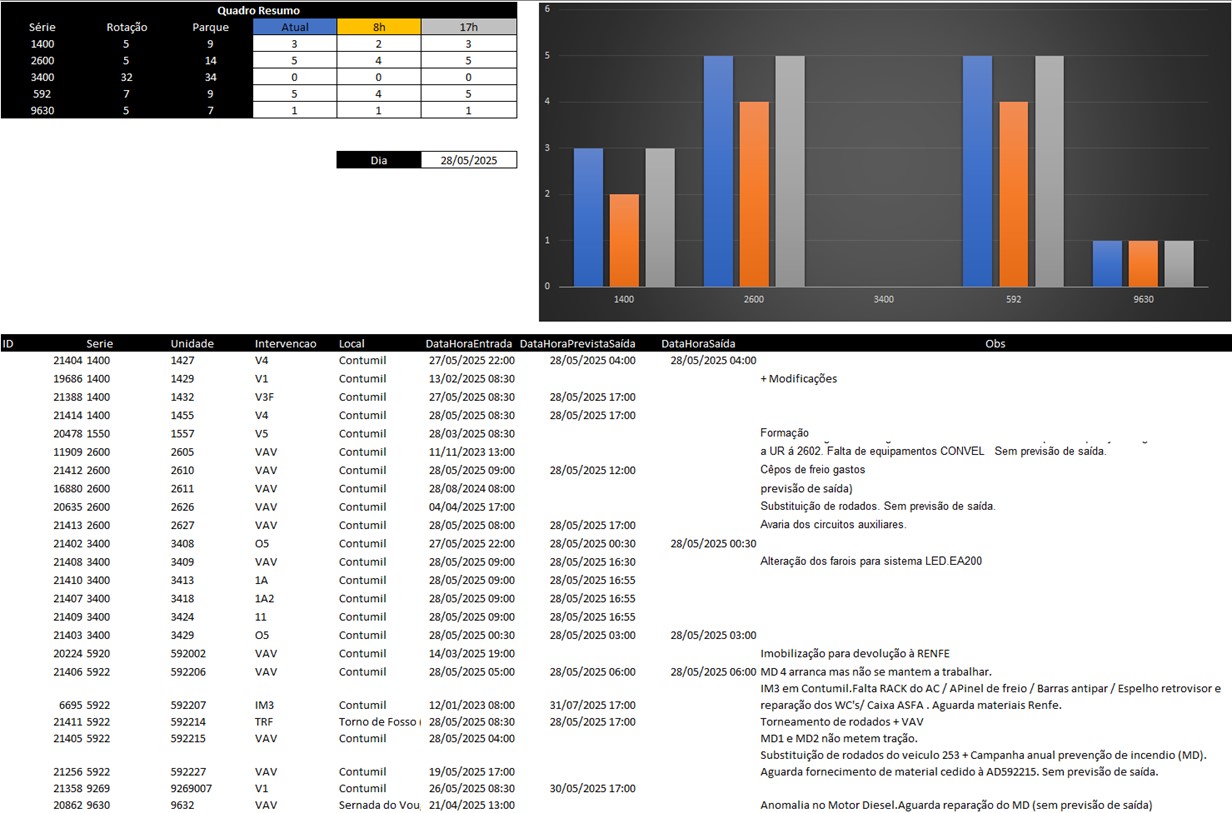 Quadro Resumo
Série Rotação Parque Atual 8h 17h
1400 5 9 3 2 3
2600 5 14 5 4 5
3400 32 34 0 0 0
592 7 9 5 4 5
9630 5 7 1 1 1
Dia 28/05/2025
6
5
4
3
2
1
0
1400 2600 3400 592 9630
ID Serie Unidade Intervencao Local DataHoraEntrada DataHoraPrevistaSaída DataHoraSaída Obs
21404 1400 1427 V4 Contumil 27/05/2025 22:00 28/05/2025 04:00 28/05/2025 04:00
19686 1400 1429 V1 Contumil 13/02/2025 08:30 + Modificações
21388 1400 1432 V3F Contumil 27/05/2025 08:30 28/05/2025 17:00
21414 1400 1455 V4 Contumil 28/05/2025 08:30 28/05/2025 17:00
20478 1550 1557 V5 Contumil 28/03/2025 08:30 Formação
11909 2600 2605 VAV Contumil 11/11/2023 13:00 a UR á 2602. Falta de equipamentos CONVEL Sem previsão de saída.
21412 2600 2610 VAV Contumil 28/05/2025 09:00 28/05/2025 12:00 Cêpos de freio gastos
16880 2600 2611 VAV Contumil 28/08/2024 08:00 previsão de saída)
20635 2600 2626 VAV Contumil 04/04/2025 17:00 Substituição de rodados. Sem previsão de saída.
21413 2600 2627 VAV Contumil 28/05/2025 08:00 28/05/2025 17:00 Avaria dos circuitos auxiliares.
21402 3400 3408 O5 Contumil 27/05/2025 22:00 28/05/2025 00:30 28/05/2025 00:30
21408 3400 3409 VAV Contumil 28/05/2025 09:00 28/05/2025 16:30 Alteração dos farois para sistema LED.EA200
21410 3400 3413 1A Contumil 28/05/2025 09:00 28/05/2025 16:55
21407 3400 3418 1A2 Contumil 28/05/2025 09:00 28/05/2025 16:55
21409 3400 3424 11 Contumil 28/05/2025 09:00 28/05/2025 16:55
21403 3400 3429 O5 Contumil 28/05/2025 00:30 28/05/2025 03:00 28/05/2025 03:00
20224 5920 592002 VAV Contumil 14/03/2025 19:00 Imobilização para devolução à RENFE
21406 5922 592206 VAV Contumil 28/05/2025 05:00 28/05/2025 06:00 28/05/2025 06:00 MD 4 arranca mas não se mantem a trabalhar.
IM3 em Contumil.Falta RACK do AC / APinel de freio / Barras antipar / Espelho retrovisor e
6695 5922 592207 IM3 Contumil 12/01/2023 08:00 31/07/2025 17:00 reparação dos WC's/ Caixa ASFA . Aguarda materiais Renfe.
21411 5922 592214 TRF Torno de Fosso ( 28/05/2025 08:30 28/05/2025 17:00 Torneamento de rodados + VAV
21405 5922 592215 VAV Contumil 28/05/2025 04:00 MD1 e MD2 não metem tração.
Substituição de rodados do veiculo 253 + Campanha anual prevenção de incendio (MD).
21256 5922 592227 VAV Contumil 19/05/2025 17:00 Aguarda fornecimento de material cedido à AD592215. Sem previsão de saída.
21358 9269 9269007 V1 Contumil 26/05/2025 08:30 30/05/2025 17:00
20862 9630 9632 VAV Sernada do Vou 21/04/2025 13:00 Anomalia no Motor Diesel.Aguarda reparação do MD (sem previsão de saída)